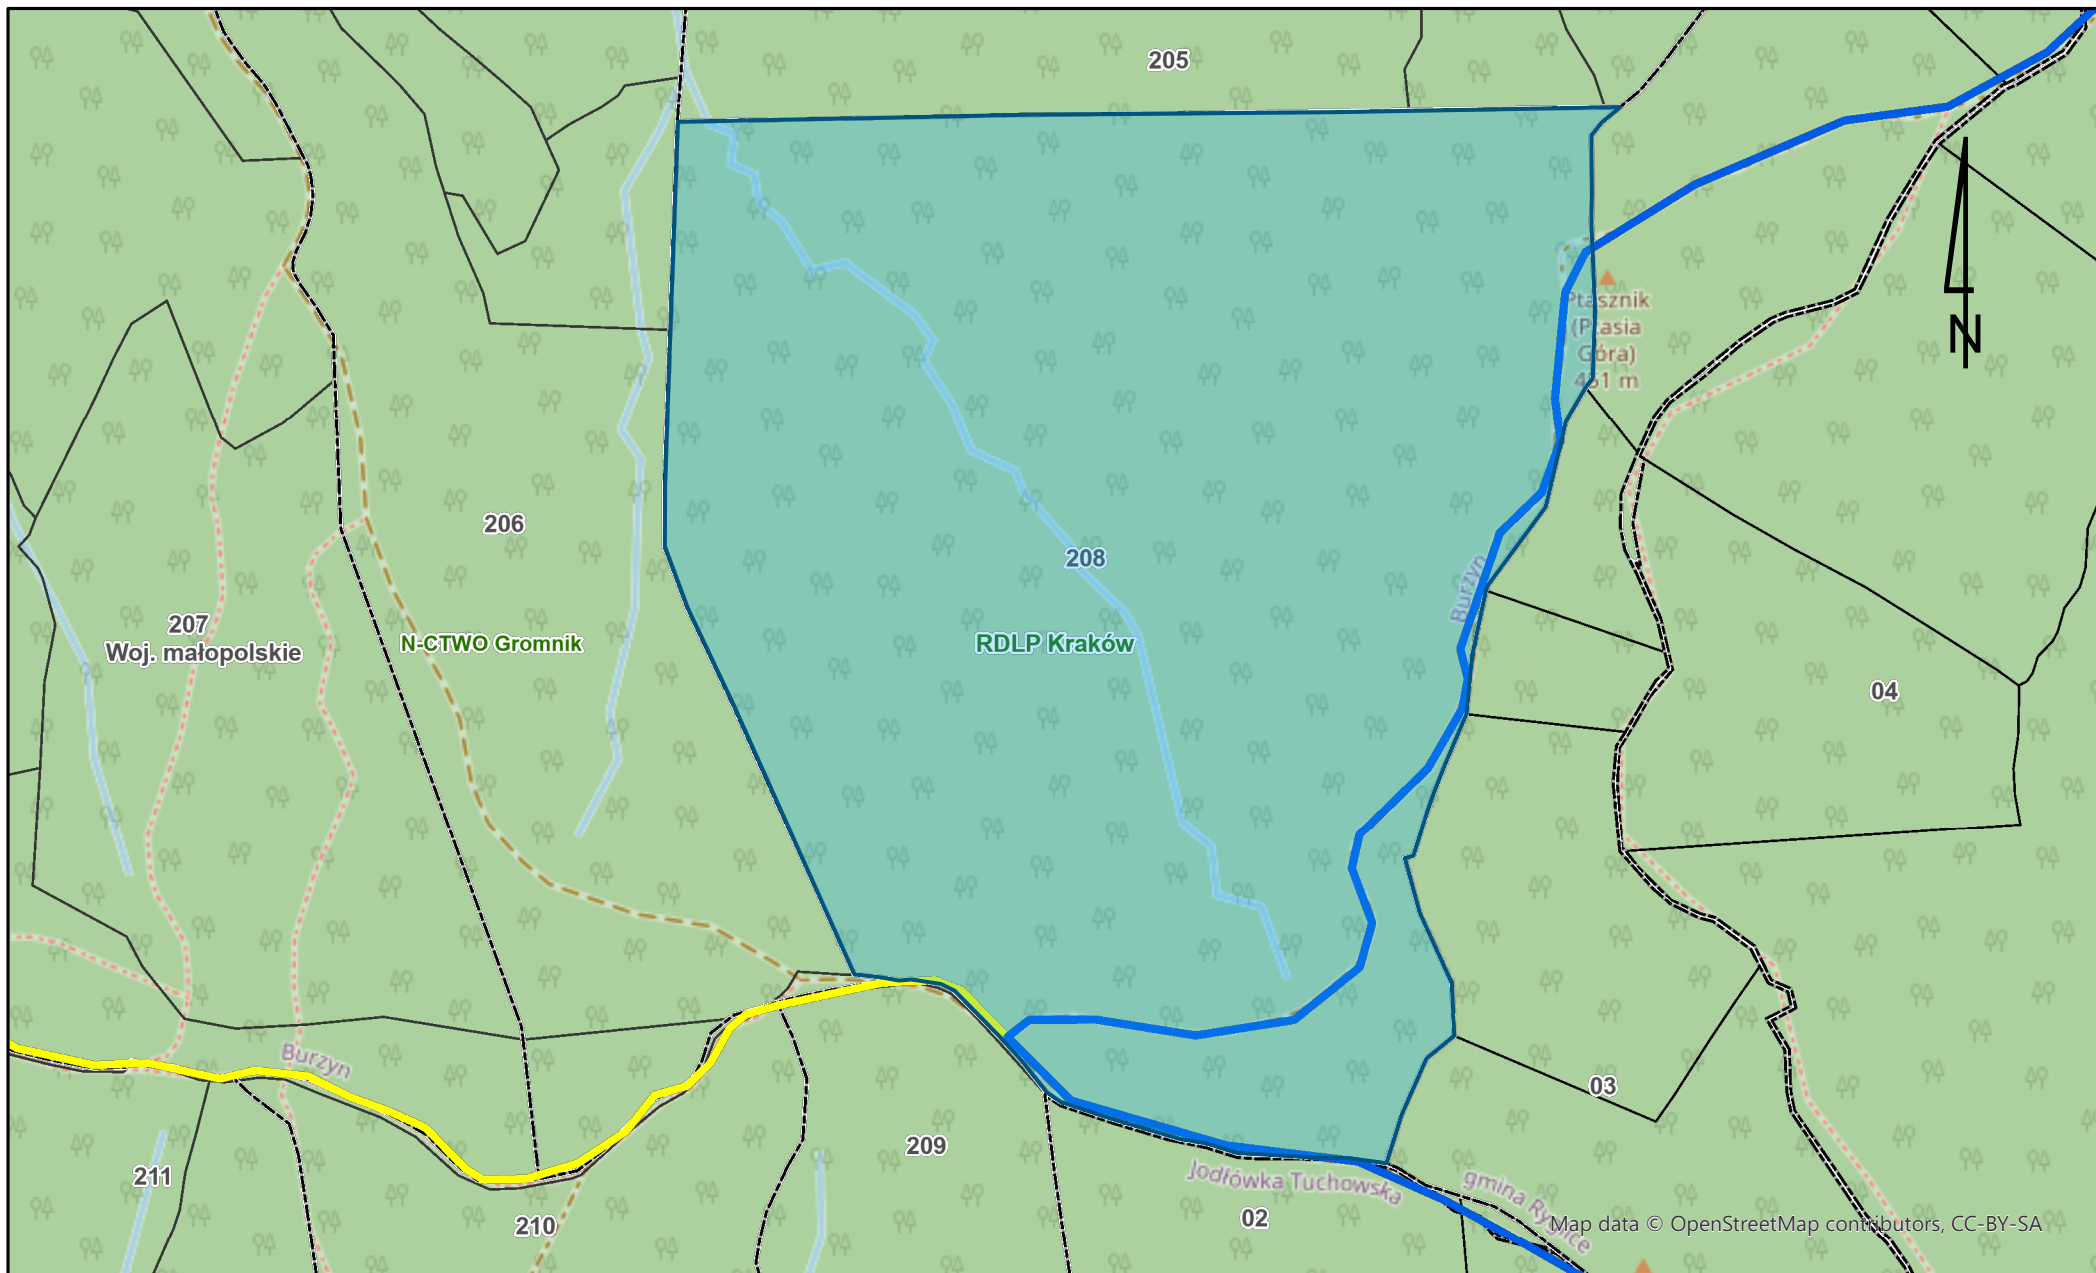 205
N
Ptasznik
(Ptasia
Góra)
451 m
206
208
Burzyn
207
Woj. małopolskie
N-CTWO Gromnik
RDLP Kraków
04
Burzyn
03
209
211
Jodłówka Tuchowska
gmina Ryglice
02
210
Map data © OpenStreetMap contributors, CC-BY-SA